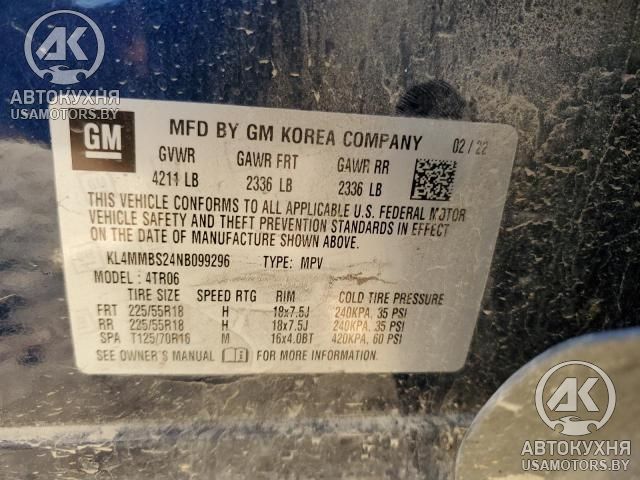 АК
АВТОКУХНЯ
USAMOTORS.BY
АК
АВТОКУХНЯ
USAMOTORS.BY
GM
MFD BY GM KOREA COMPANY 02 / 22
GVWR GAWR FRT GAWR RR
4211 LB 2336 LB 2336 LB
THIS VEHICLE CONFORMS TO ALL APPLICABLE U.S. FEDERAL MOTOR
VEHICLE SAFETY AND THEFT PREVENTION STANDARDS IN EFFECT
ON THE DATE OF MANUFACTURE SHOWN ABOVE.
KL4MMBS24NB099296 TYPE: MPV
MODEL: 4TR06
TIRE SIZE SPEED RTG RIM COLD TIRE PRESSURE
FRT 225/55R18 H 18x7.5J 240KPA, 35 PSI
RR 225/55R18 H 18x7.5J 240KPA, 35 PSI
SPA T125/70R16 M 16x4.0BT 420KPA, 60 PSI
SEE OWNER'S MANUAL FOR MORE INFORMATION
АК
АВТОКУХНЯ
USAMOTORS.BY